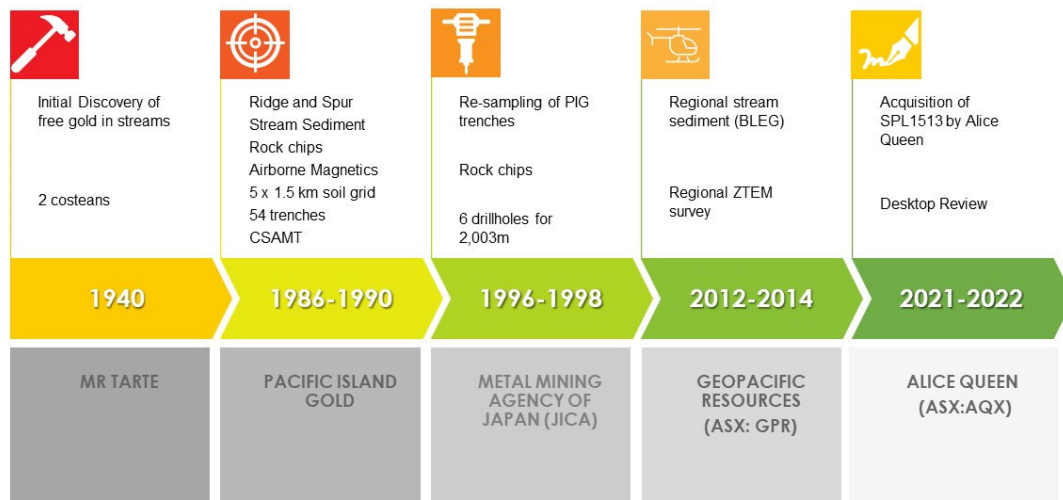 Initial Discovery of
free gold in streams
2 costeans
1940
MR TARTE
Ridge and Spur
Stream Sediment
Rock chips
Airborne Magnetics
5 x 1.5 km soil grid
54 trenches
CSAMT
1986-1990
PACIFIC ISLAND
GOLD
Re-sampling of PIG
trenches
Rock chips
6 drillholes for
2,003m
1996-1998
METAL MINING
AGENCY OF
JAPAN (JICA)
Regional stream
sediment (BLEG)
Regional ZTEM
survey
2012-2014
GEOPACIFIC
RESOURCES
(ASX: GPR)
Acquisition of
SPL1513 by Alice
Queen
Desktop Review
2021-2022
ALICE QUEEN
(ASX:AQX)